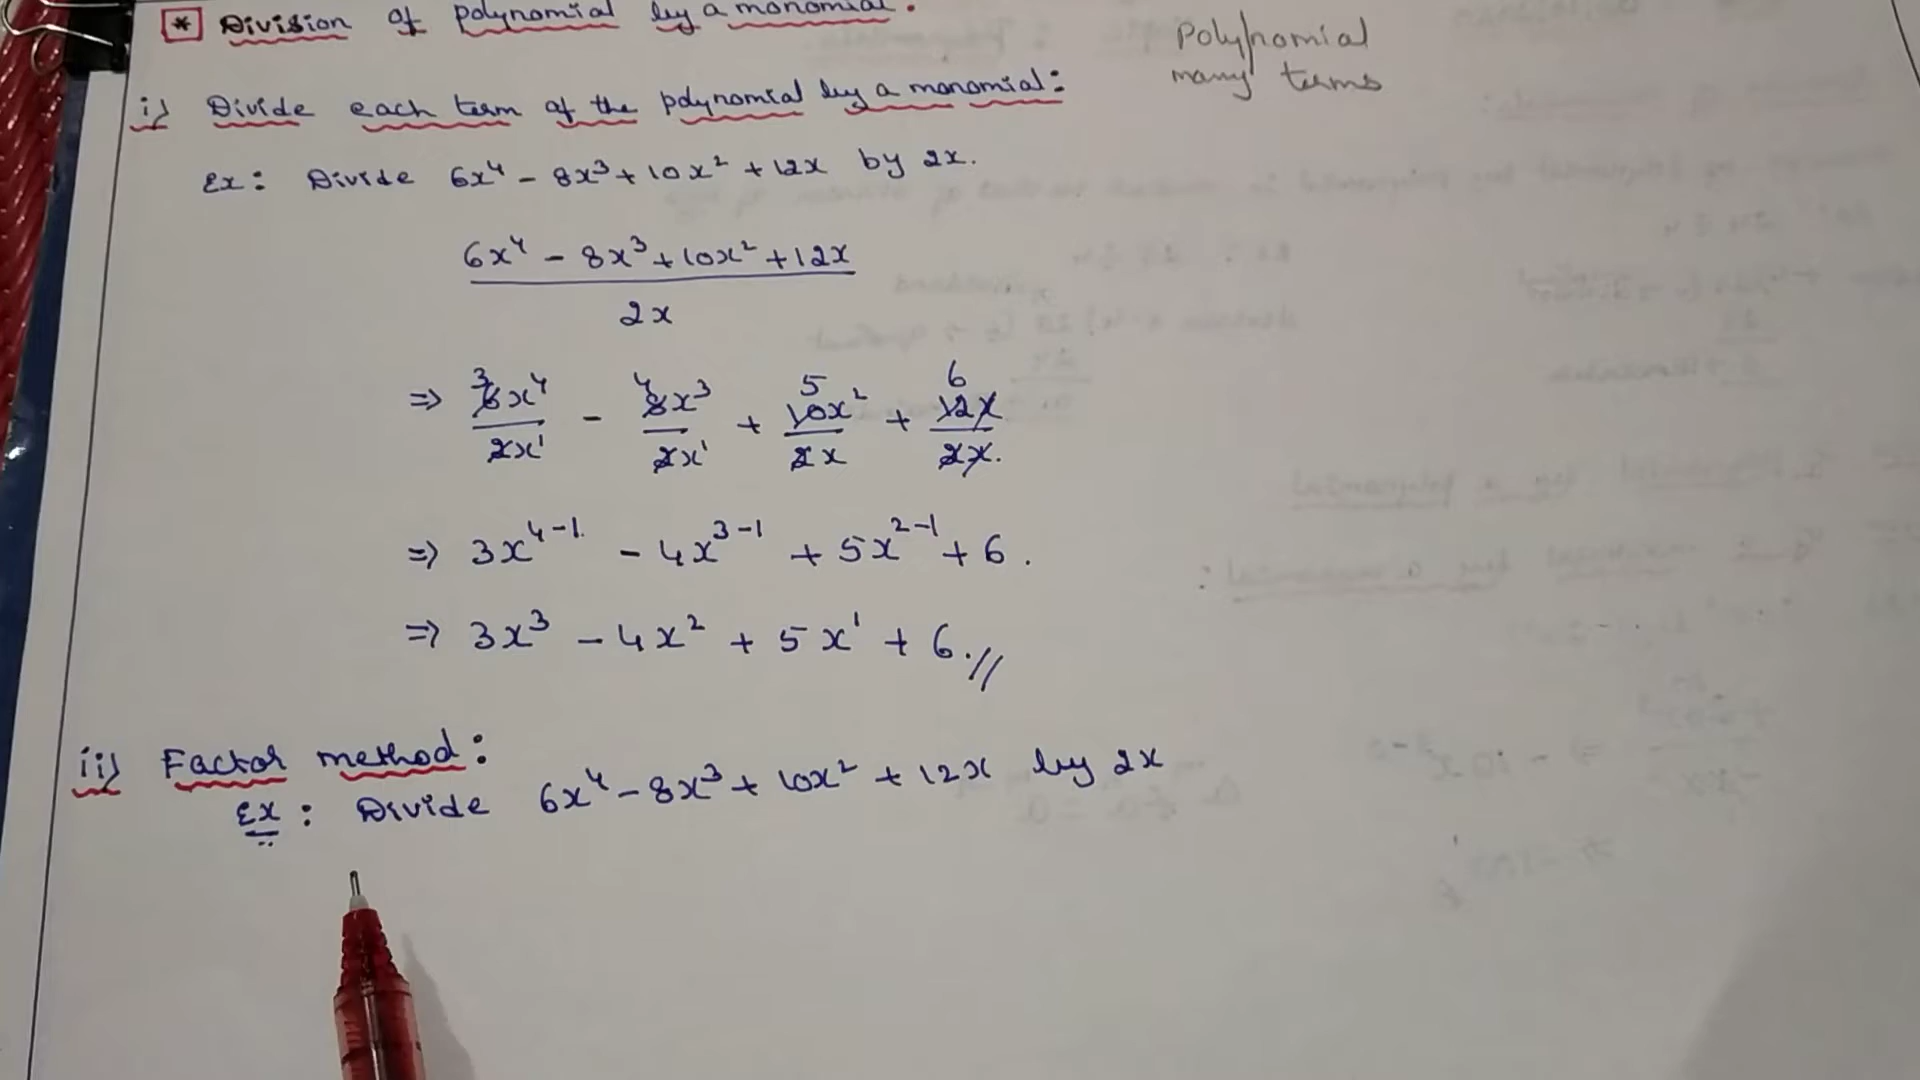 * Division of polynomial by a monomial.
Polynomial
many terms
i) Divide each term of the polynomial by a monomial:
Ex: Divide 6x⁴ - 8x³ + 10x² + 12x by 2x.
6x⁴ - 8x³ + 10x² + 12x
2x
3 4 5 6
⇒ 6x⁴ - 8x³ + 10x² + 12x
2x¹ 2x¹ 2x 2x.
⇒ 3x⁴⁻¹ - 4x³⁻¹ + 5x²⁻¹ + 6.
⇒ 3x³ - 4x² + 5x¹ + 6.//
ii) Factor method:
Ex: Divide 6x⁴ - 8x³ + 10x² + 12x by 2x